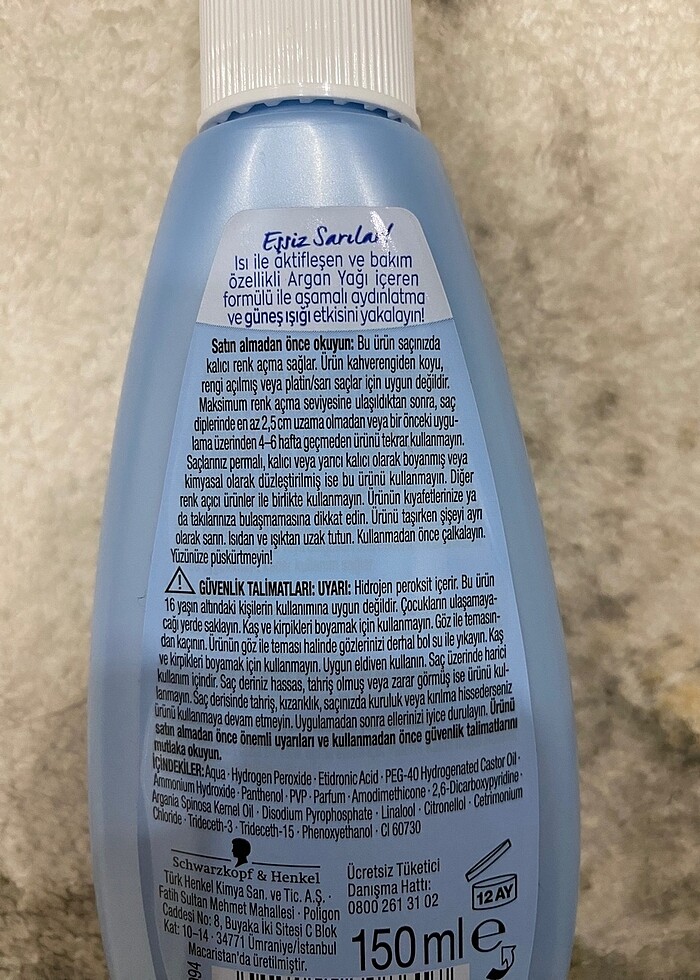 Eşsiz Sarılar!
Isı ile aktifleşen ve bakım
özellikli Argan Yağı içeren
formülü ile aşamalı aydınlatma
ve güneş ışığı etkisini yakalayın!
Satın almadan önce okuyun: Bu ürün saçınızda
kalıcı renk açma sağlar. Ürün kahverengiden koyu,
rengi açılmış veya platin/sarı saçlar için uygun değildir.
Maksimum renk açma seviyesine ulaşıldıktan sonra, saç
diplerinde en az 2,5 cm uzama olmadan veya bir önceki uygu-
lama üzerinden 4–6 hafta geçmeden ürünü tekrar kullanmayın.
Saçlarınız permalı, kalıcı veya yarıcı kalıcı olarak boyanmış veya
kimyasal olarak düzleştirilmiş ise bu ürünü kullanmayın. Diğer
renk açıcı ürünler ile birlikte kullanmayın. Ürünün kıyafetlerinize ya
da takılarınıza bulaşmamasına dikkat edin. Ürünü taşırken şişeyi ayrı
olarak sarın. Isıdan ve ışıktan uzak tutun. Kullanmadan önce çalkalayın.
Yüzünüze püskürtmeyin!
GÜVENLİK TALİMATLARI: UYARI: Hidrojen peroksit içerir. Bu ürün
16 yaşın altındaki kişilerin kullanımına uygun değildir. Çocukların ulaşamaya-
cağı yerde saklayın. Kaş ve kirpikleri boyamak için kullanmayın. Göz ile temasın-
dan kaçının. Ürünün göz ile teması halinde gözlerinizi derhal bol su ile yıkayın. Kaş
ve kirpikleri boyamak için kullanmayın. Uygun eldiven kullanın. Saç üzerinde harici
kullanım içindir. Saç deriniz hassas, tahriş olmuş veya zarar görmüş ise ürünü kul-
lanmayın. Saç derisinde tahriş, kızarıklık, saçınızda kuruluk veya kırılma hissederseniz
ürünü kullanmaya devam etmeyin. Uygulamadan sonra ellerinizi iyice durulayın. Ürünü
satın almadan önce önemli uyarıları ve kullanmadan önce güvenlik talimatlarını
mutlaka okuyun.
İÇİNDEKİLER: Aqua · Hydrogen Peroxide · Etidronic Acid · PEG-40 Hydrogenated Castor Oil ·
Ammonium Hydroxide · Panthenol · PVP · Parfum · Amodimethicone · 2,6-Dicarboxypyridine ·
Argania Spinosa Kernel Oil · Disodium Pyrophosphate · Linalool · Citronellol · Cetrimonium
Chloride · Trideceth-3 · Trideceth-15 · Phenoxyethanol · CI 60730
Schwarzkopf & Henkel
Türk Henkel Kimya San. ve Tic. A.Ş. ·
Fatih Sultan Mehmet Mahallesi · Poligon
Caddesi No: 8, Buyaka İki Sitesi C Blok
Kat: 10–14 · 34771 Ümraniye/İstanbul
Macaristan'da üretilmiştir.
Ücretsiz Tüketici
Danışma Hattı:
0800 261 31 02
12 AY
150 ml e